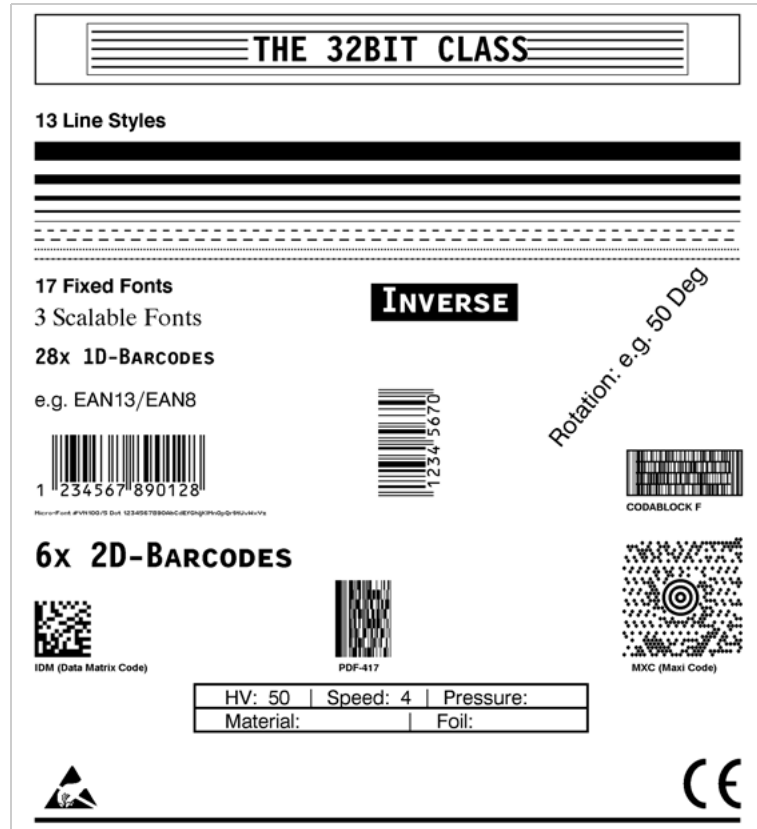 THE 32BIT CLASS
13 Line Styles
17 Fixed Fonts
3 Scalable Fonts
INVERSE
Rotation: e.g. 50 Deg
28x 1D-BARCODES
e.g. EAN13/EAN8
1 234567 890128
1234 5670
CODABLOCK F
6x 2D-BARCODES
IDM (Data Matrix Code)
PDF-417
MXC (Maxi Code)
HV: 50 | Speed: 4 | Pressure:
Material: | Foil:
CE